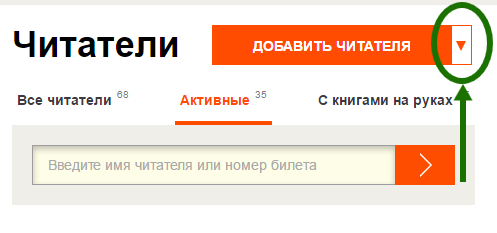 Читатели
ДОБАВИТЬ ЧИТАТЕЛЯ
Все читатели 68 Активные 35 С книгами на руках
Введите имя читателя или номер билета